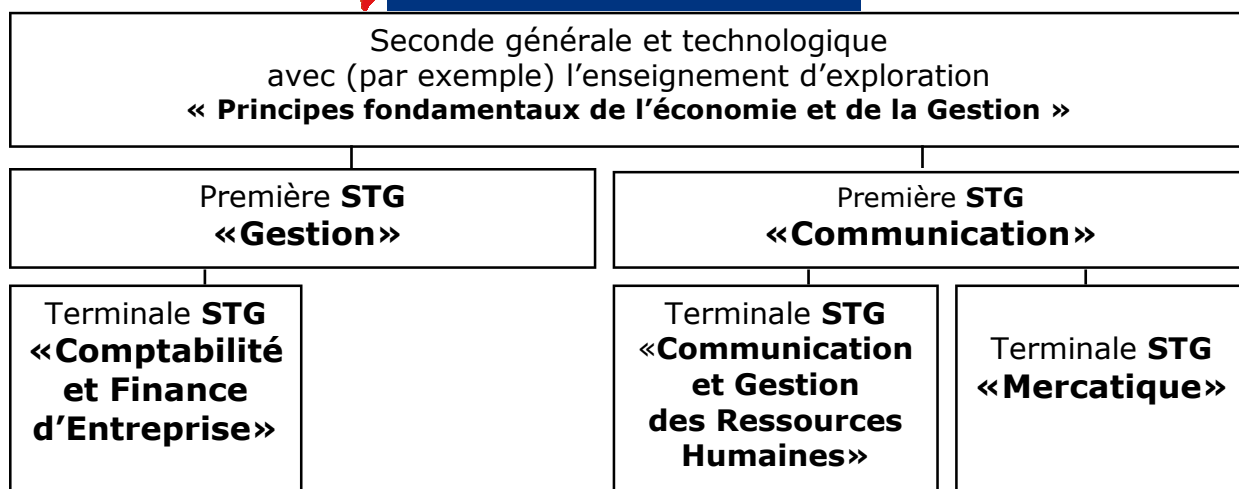 Seconde générale et technologique
avec (par exemple) l’enseignement d’exploration
« Principes fondamentaux de l’économie et de la Gestion »
Première STG
«Gestion»
Première STG
«Communication»
Terminale STG
«Comptabilité
et Finance
d’Entreprise»
Terminale STG
«Communication
et Gestion
des Ressources
Humaines»
Terminale STG
«Mercatique»